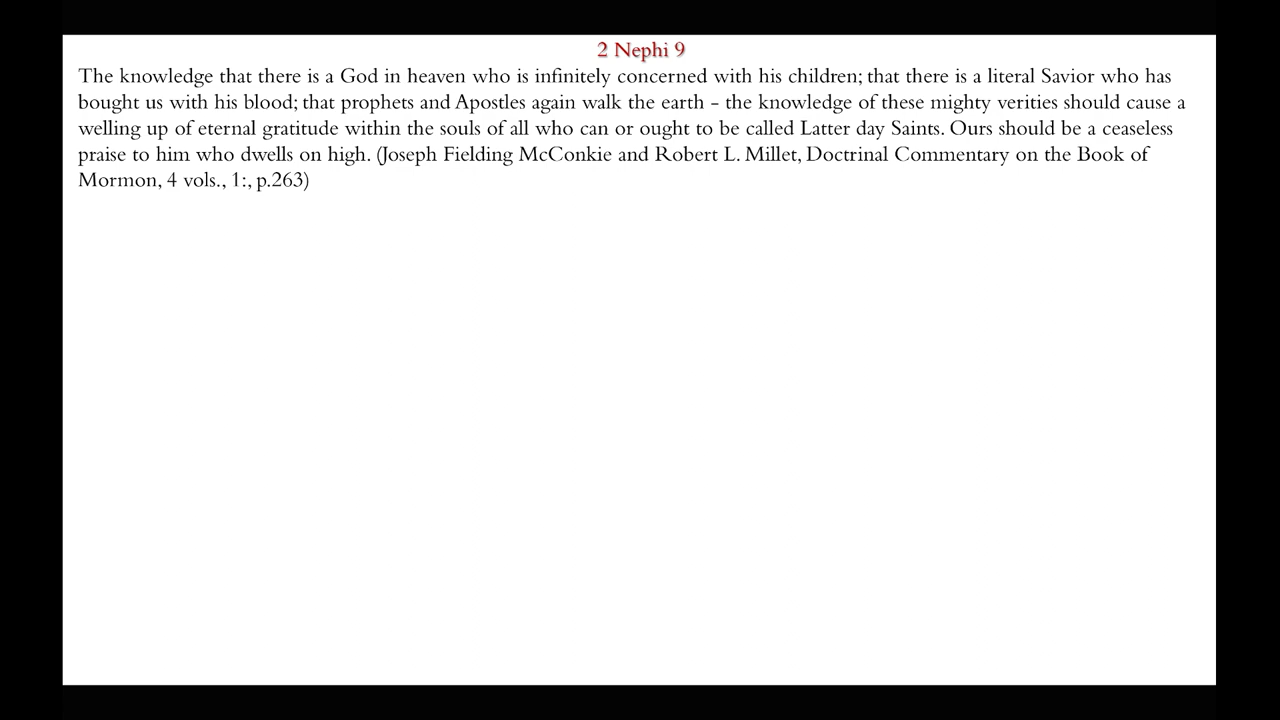 2 Nephi 9
The knowledge that there is a God in heaven who is infinitely concerned with his children; that there is a literal Savior who has
bought us with his blood; that prophets and Apostles again walk the earth - the knowledge of these mighty verities should cause a
welling up of eternal gratitude within the souls of all who can or ought to be called Latter day Saints. Ours should be a ceaseless
praise to him who dwells on high. (Joseph Fielding McConkie and Robert L. Millet, Doctrinal Commentary on the Book of
Mormon, 4 vols., 1:, p.263)